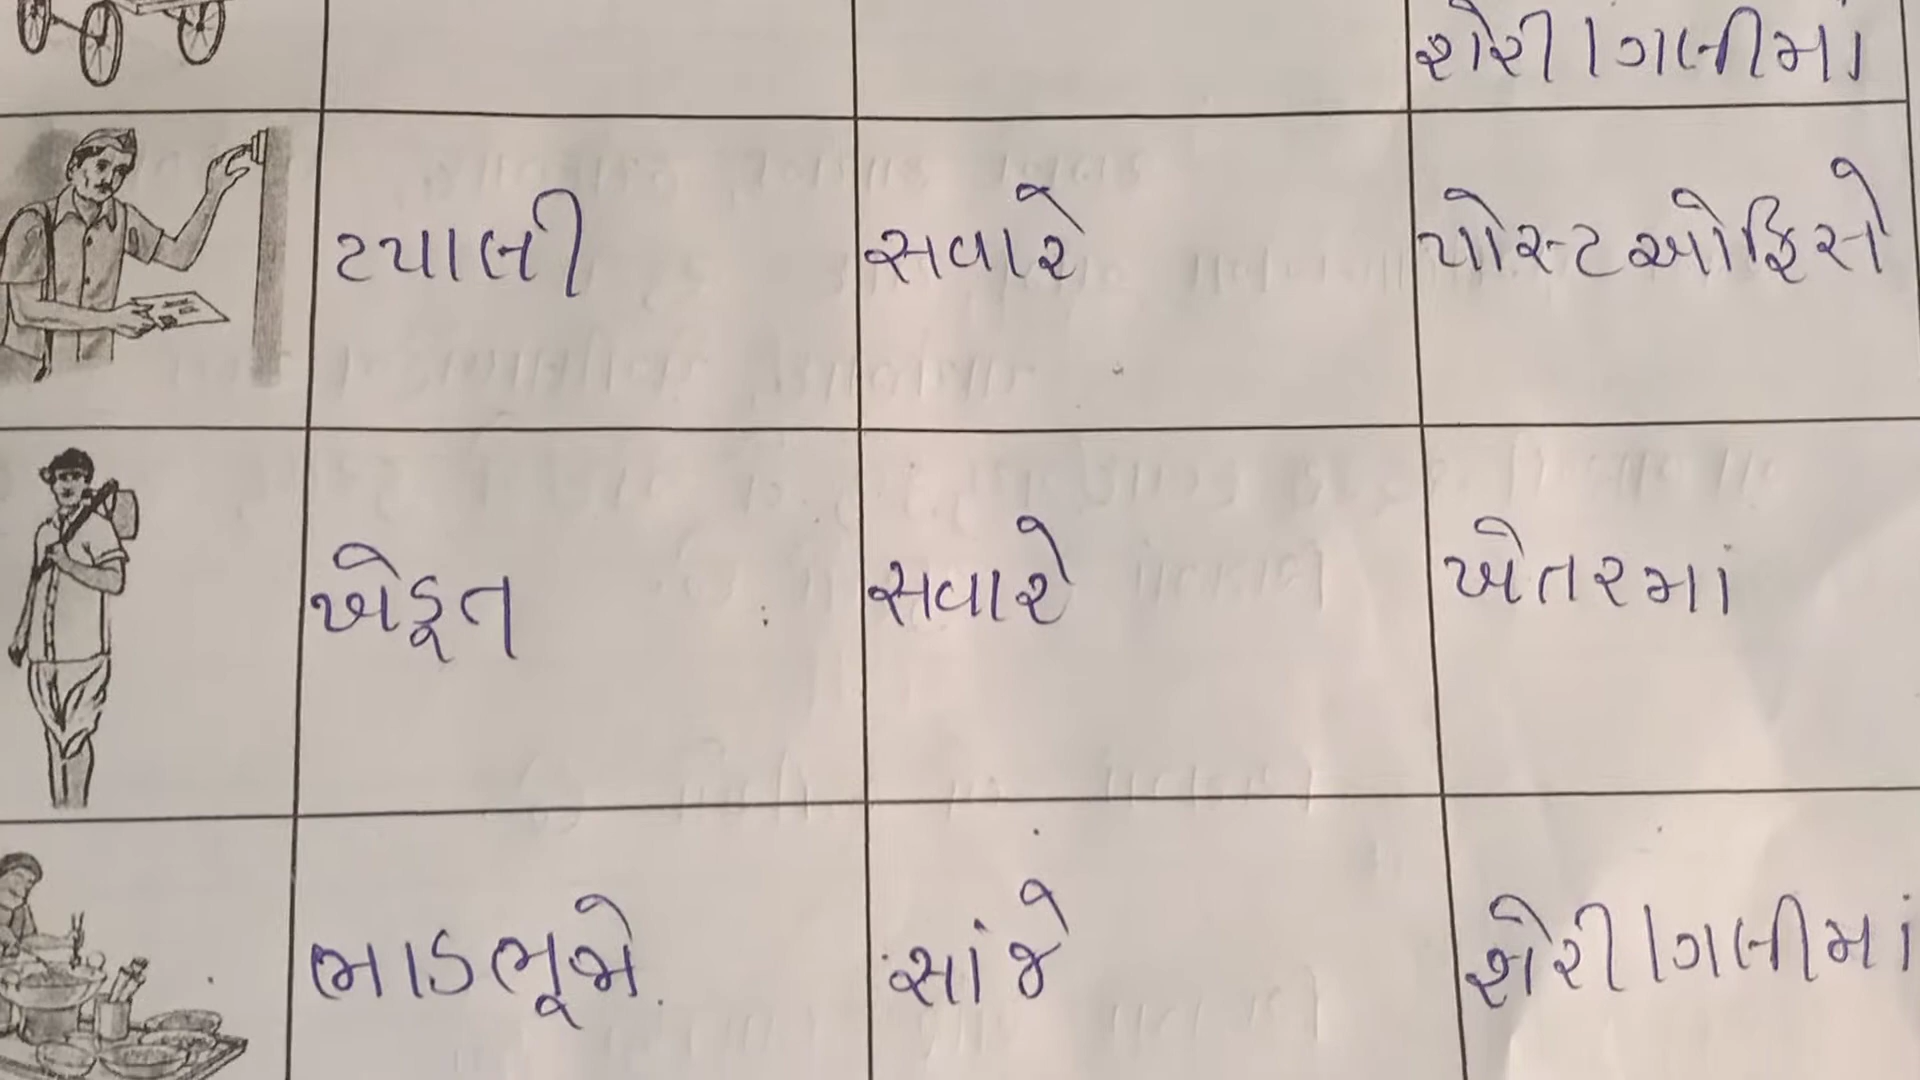 શેરી/ગલીમાં
ટપાલી સવારે પોસ્ટઓફિસે
ખેડૂત સવારે ખેતરમાં
ભાડભૂજો સાંજે શેરી/ગલીમાં